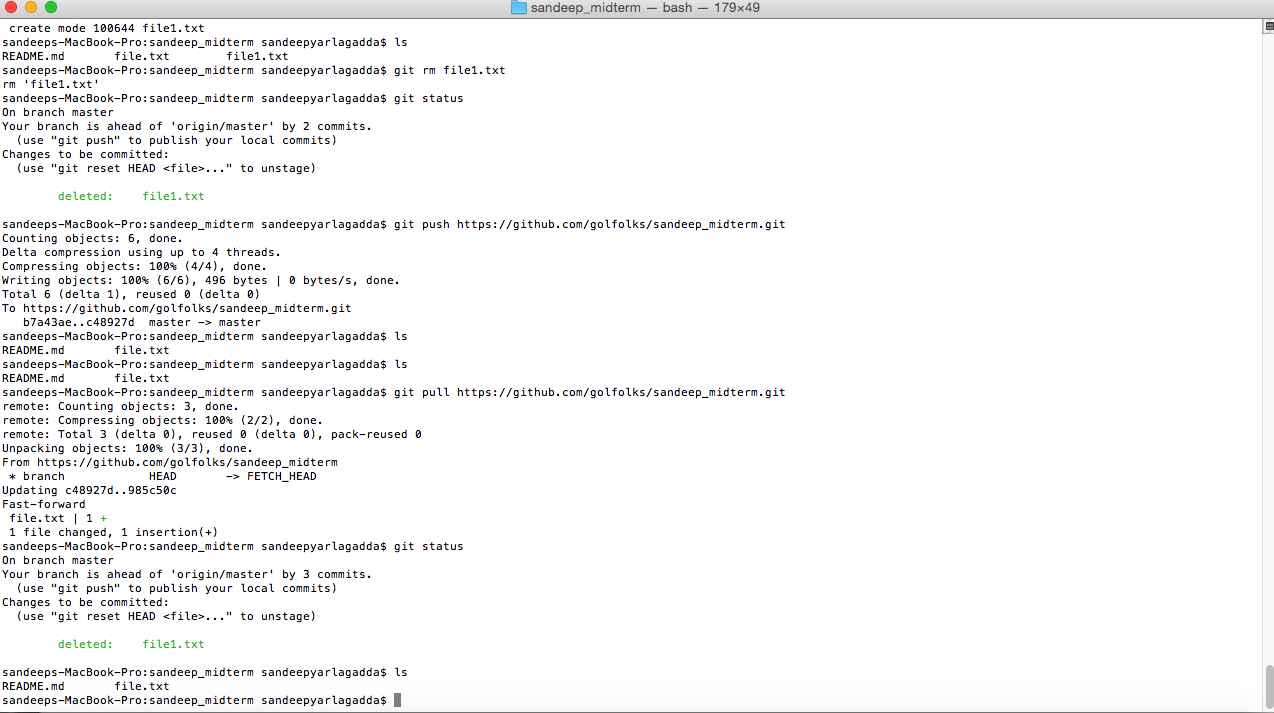 sandeep_midterm — bash — 179×49
 create mode 100644 file1.txt
sandeeps-MacBook-Pro:sandeep_midterm sandeepyarlagadda$ ls
README.md       file.txt        file1.txt
sandeeps-MacBook-Pro:sandeep_midterm sandeepyarlagadda$ git rm file1.txt
rm 'file1.txt'
sandeeps-MacBook-Pro:sandeep_midterm sandeepyarlagadda$ git status
On branch master
Your branch is ahead of 'origin/master' by 2 commits.
  (use "git push" to publish your local commits)
Changes to be committed:
  (use "git reset HEAD <file>..." to unstage)
        deleted:    file1.txt
sandeeps-MacBook-Pro:sandeep_midterm sandeepyarlagadda$ git push https://github.com/golfolks/sandeep_midterm.git
Counting objects: 6, done.
Delta compression using up to 4 threads.
Compressing objects: 100% (4/4), done.
Writing objects: 100% (6/6), 496 bytes | 0 bytes/s, done.
Total 6 (delta 1), reused 0 (delta 0)
To https://github.com/golfolks/sandeep_midterm.git
   b7a43ae..c48927d  master -> master
sandeeps-MacBook-Pro:sandeep_midterm sandeepyarlagadda$ ls
README.md       file.txt
sandeeps-MacBook-Pro:sandeep_midterm sandeepyarlagadda$ ls
README.md       file.txt
sandeeps-MacBook-Pro:sandeep_midterm sandeepyarlagadda$ git pull https://github.com/golfolks/sandeep_midterm.git
remote: Counting objects: 3, done.
remote: Compressing objects: 100% (2/2), done.
remote: Total 3 (delta 0), reused 0 (delta 0), pack-reused 0
Unpacking objects: 100% (3/3), done.
From https://github.com/golfolks/sandeep_midterm
 * branch            HEAD       -> FETCH_HEAD
Updating c48927d..985c50c
Fast-forward
 file.txt | 1 +
 1 file changed, 1 insertion(+)
sandeeps-MacBook-Pro:sandeep_midterm sandeepyarlagadda$ git status
On branch master
Your branch is ahead of 'origin/master' by 3 commits.
  (use "git push" to publish your local commits)
Changes to be committed:
  (use "git reset HEAD <file>..." to unstage)
        deleted:    file1.txt
sandeeps-MacBook-Pro:sandeep_midterm sandeepyarlagadda$ ls
README.md       file.txt
sandeeps-MacBook-Pro:sandeep_midterm sandeepyarlagadda$